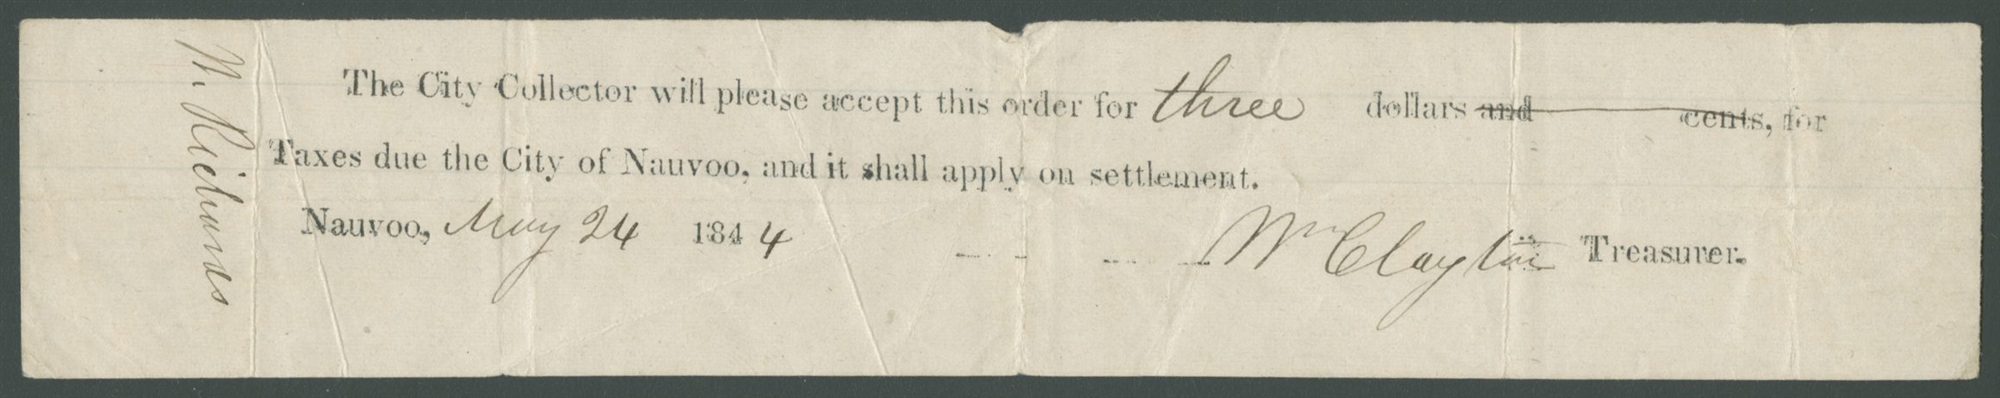 The City Collector will please accept this order for three dollars and cents, for
Taxes due the City of Nauvoo, and it shall apply on settlement.
Nauvoo, May 24 1844 Wm Clayton Treasurer.
W. Richards